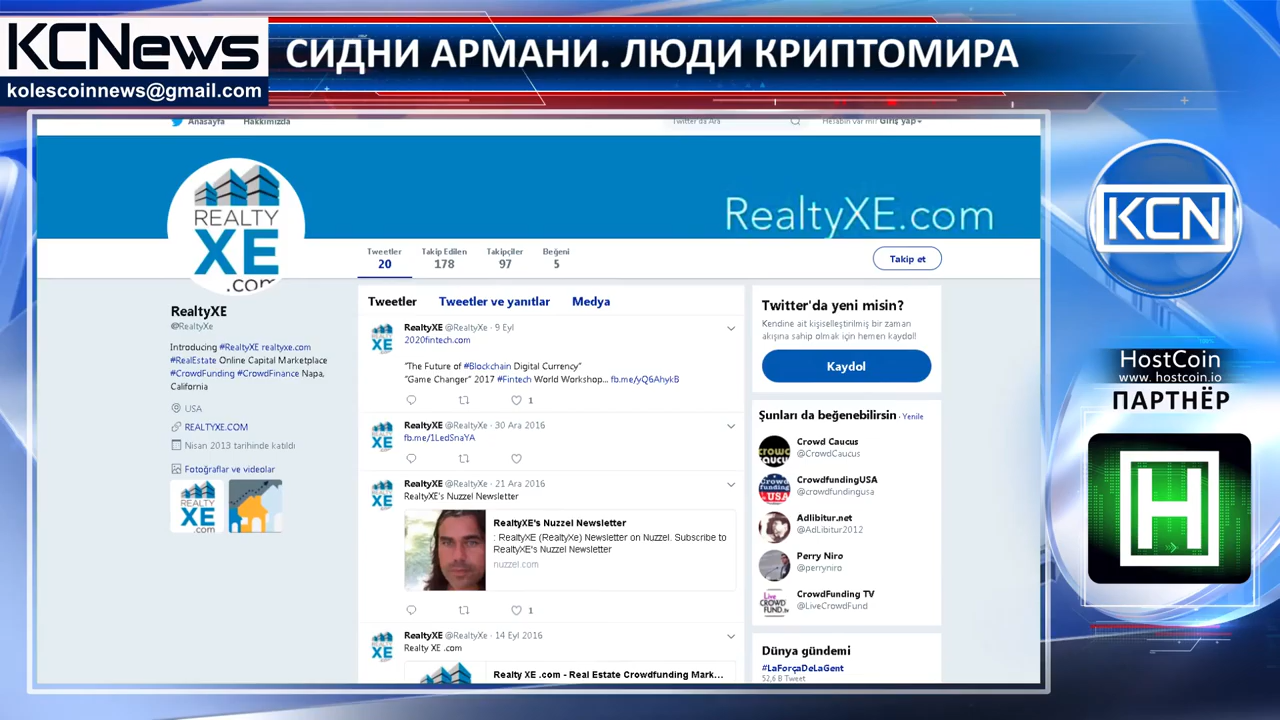 KCNews
kolescoinnews@gmail.com
СИДНИ АРМАНИ. ЛЮДИ КРИПТОМИРА
Anasayfa Hakkımızda
Twitter'da Ara
Hesabın var mı? Giriş yap
REALTY
XE
.com
RealtyXE.com
Tweetler Takip Edilen Takipçiler Beğeni
20 178 97 5
Takip et
RealtyXE
@RealtyXe
Introducing #RealtyXE realtyxe.com
#RealEstate Online Capital Marketplace
#CrowdFunding #CrowdFinance Napa,
California
USA
REALTYXE.COM
Nisan 2013 tarihinde katıldı
Fotoğraflar ve videolar
REALTY
XE
.com
Tweetler Tweetler ve yanıtlar Medya
RealtyXE @RealtyXe · 9 Eyl
2020fintech.com
"The Future of #Blockchain Digital Currency"
"Game Changer" 2017 #Fintech World Workshop... fb.me/yQ6AhykB
1
RealtyXE @RealtyXe · 30 Ara 2016
fb.me/1LedSnaYA
RealtyXE @RealtyXe · 21 Ara 2016
RealtyXE's Nuzzel Newsletter
RealtyXE's Nuzzel Newsletter
: RealtyXE (RealtyXe) Newsletter on Nuzzel. Subscribe to
RealtyXE's Nuzzel Newsletter
nuzzel.com
1
RealtyXE @RealtyXe · 14 Eyl 2016
Realty XE .com
Realty XE .com - Real Estate Crowdfunding Mark...
Twitter'da yeni misin?
Kendine ait kişiselleştirilmiş bir zaman
akışına sahip olmak için hemen kaydol!
Kaydol
Şunları da beğenebilirsin · Yenile
Crowd Caucus
@CrowdCaucus
CrowdfundingUSA
@crowdfundingusa
Adlibitur.net
@AdLibitur2012
Perry Niro
@perryniro
CrowdFunding TV
@LiveCrowdFund
Dünya gündemi
#LaForçaDeLaGent
52,6 B Tweet
KCN
HostCoin
www. hostcoin.io
ПАРТНЁР
H